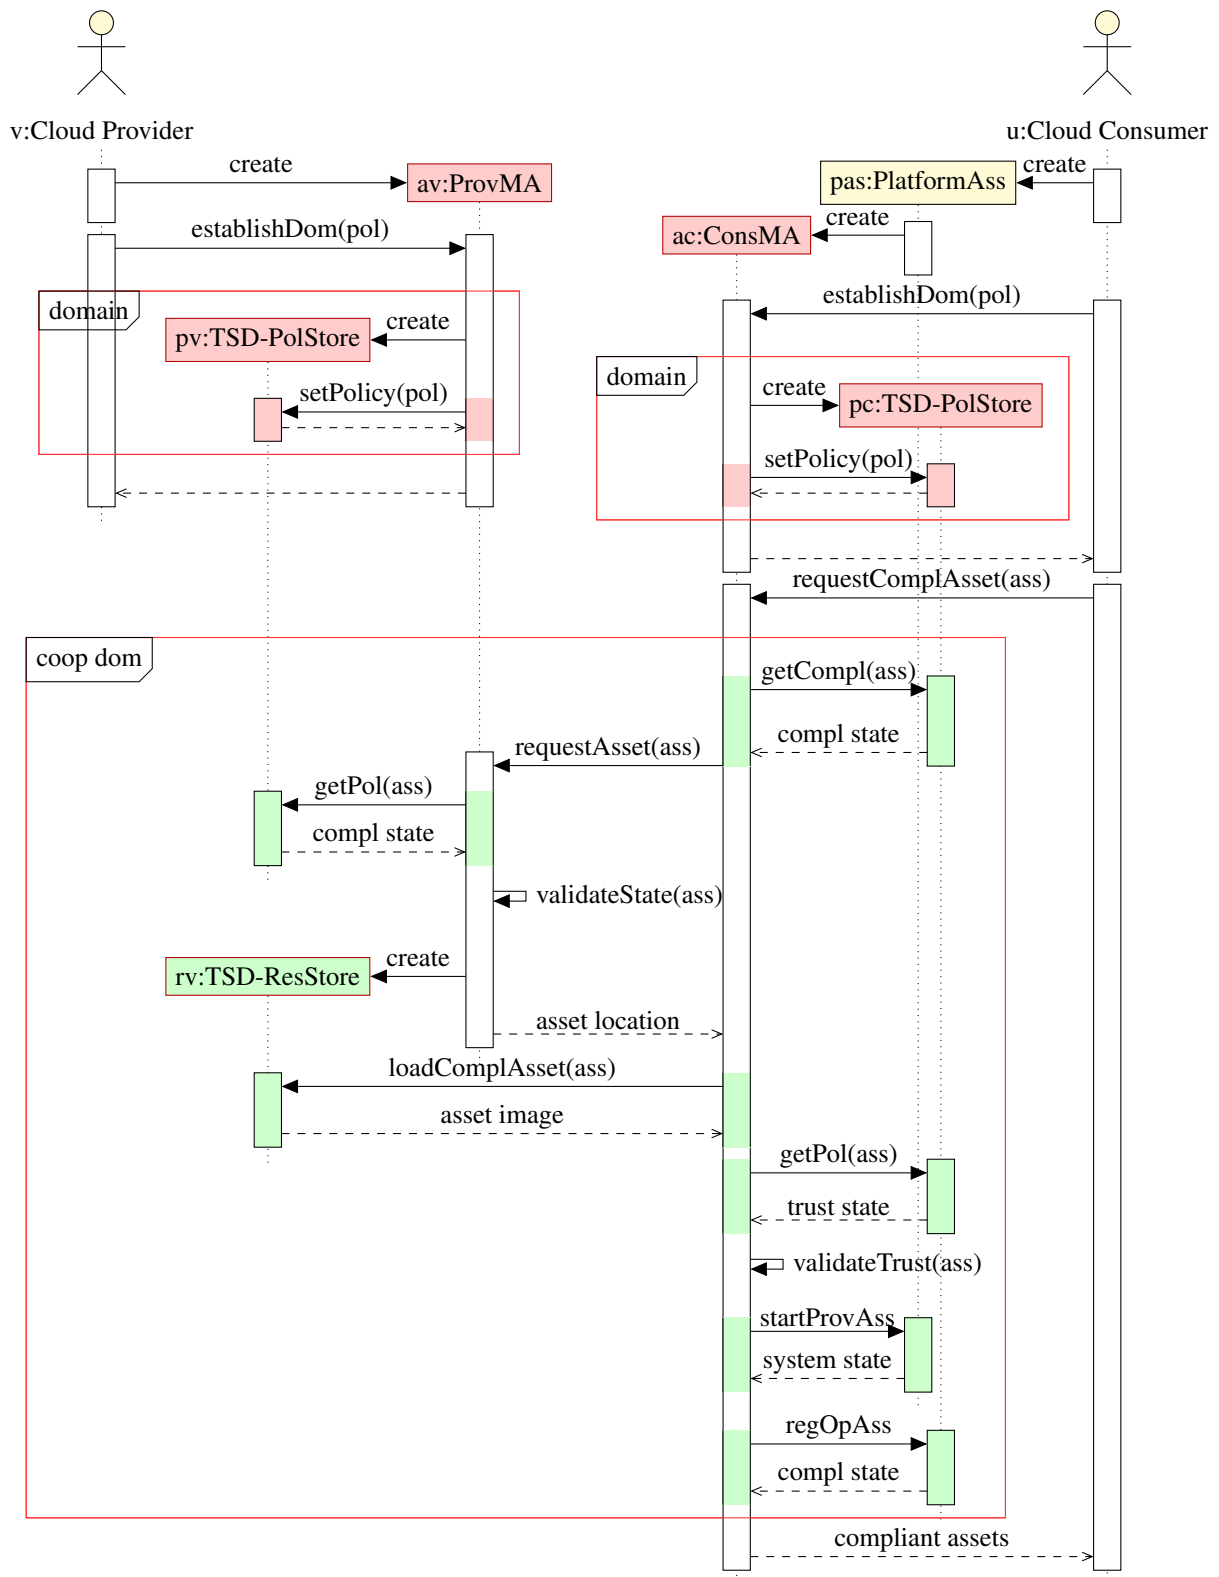 v:Cloud Provider
u:Cloud Consumer
create
av:ProvMA
pas:PlatformAss
create
ac:ConsMA
create
establishDom(pol)
establishDom(pol)
domain
pv:TSD-PolStore
create
domain
create
pc:TSD-PolStore
setPolicy(pol)
setPolicy(pol)
requestComplAsset(ass)
coop dom
getCompl(ass)
compl state
requestAsset(ass)
getPol(ass)
compl state
validateState(ass)
rv:TSD-ResStore
create
asset location
loadComplAsset(ass)
asset image
getPol(ass)
trust state
validateTrust(ass)
startProvAss
system state
regOpAss
compl state
compliant assets